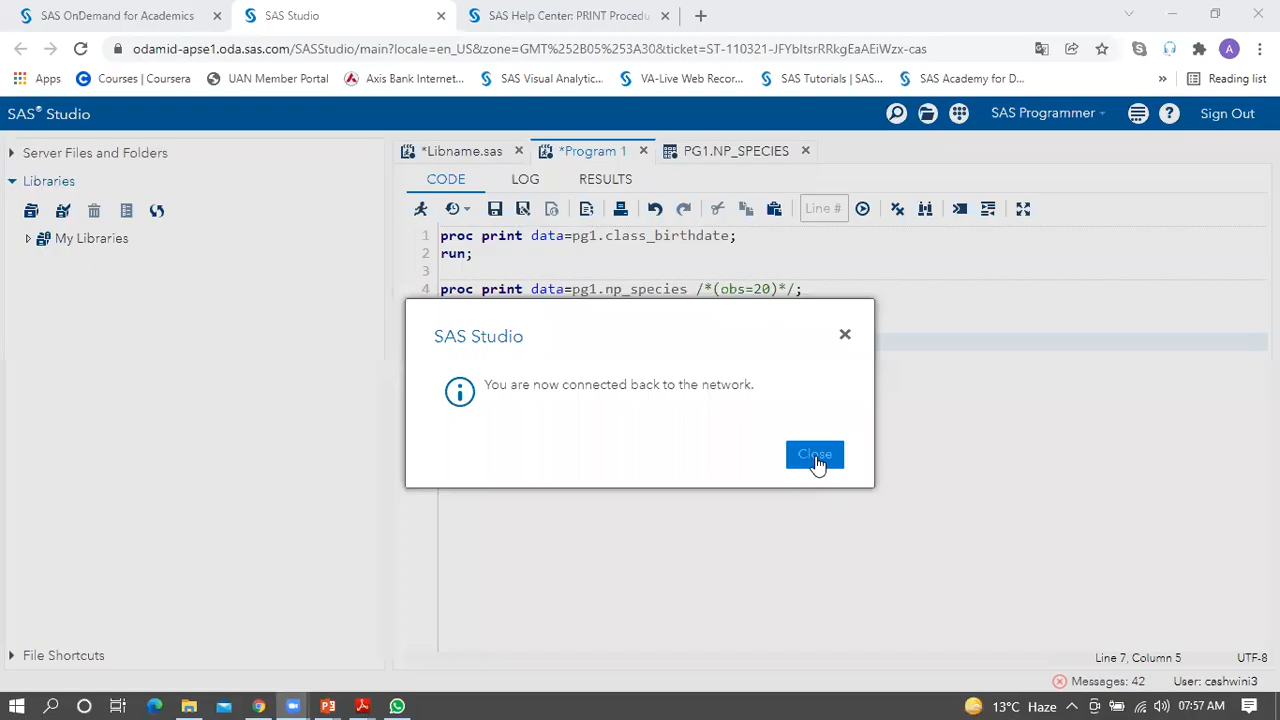 SAS OnDemand for Academics
SAS Studio
SAS Help Center: PRINT Procedu
odamid-apse1.oda.sas.com/SASStudio/main?locale=en_US&zone=GMT%252B05%253A30&ticket=ST-110321-JFYbItsrRRkgEaAEiWzx-cas
A
Apps
Courses | Coursera
UAN Member Portal
Axis Bank Internet...
SAS Visual Analytic...
VA-Live Web Recor...
SAS Tutorials | SAS...
SAS Academy for D...
»
Reading list
SAS® Studio
SAS Programmer
Sign Out
Server Files and Folders
Libraries
My Libraries
File Shortcuts
*Libname.sas
*Program 1
PG1.NP_SPECIES
CODE
LOG
RESULTS
Line #
1 proc print data=pg1.class_birthdate;
2 run;
3
4 proc print data=pg1.np_species /*(obs=20)*/;
SAS Studio
You are now connected back to the network.
Close
Line 7, Column 5
UTF-8
Messages: 42
User: cashwini3
13°C Haze
07:57 AM